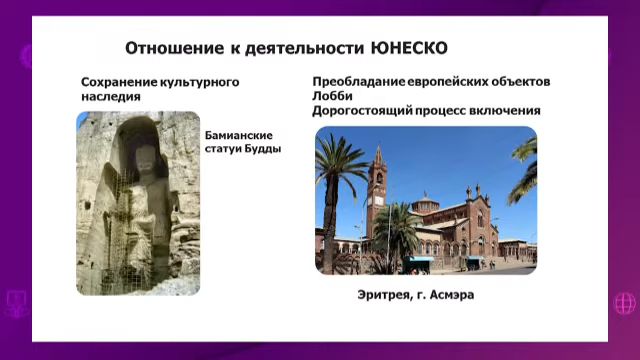 Отношение к деятельности ЮНЕСКО
Сохранение культурного
наследия
Бамианские
статуи Будды
Преобладание европейских объектов
Лобби
Дорогостоящий процесс включения
Эритрея, г. Асмэра